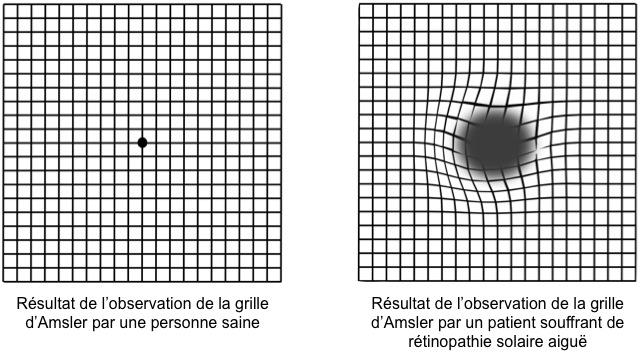 Résultat de l'observation de la grille
d'Amsler par une personne saine
Résultat de l'observation de la grille
d'Amsler par un patient souffrant de
rétinopathie solaire aiguë